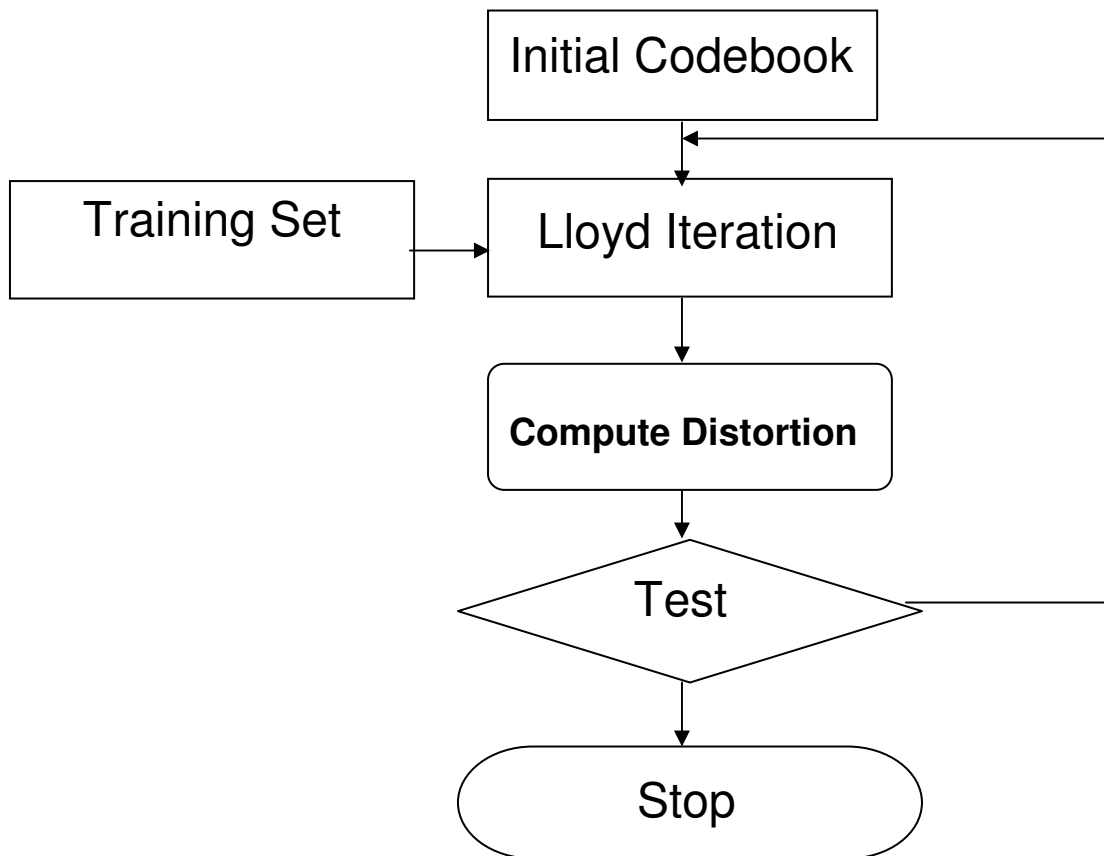 Initial Codebook
Training Set
Lloyd Iteration
Compute Distortion
Test
Stop